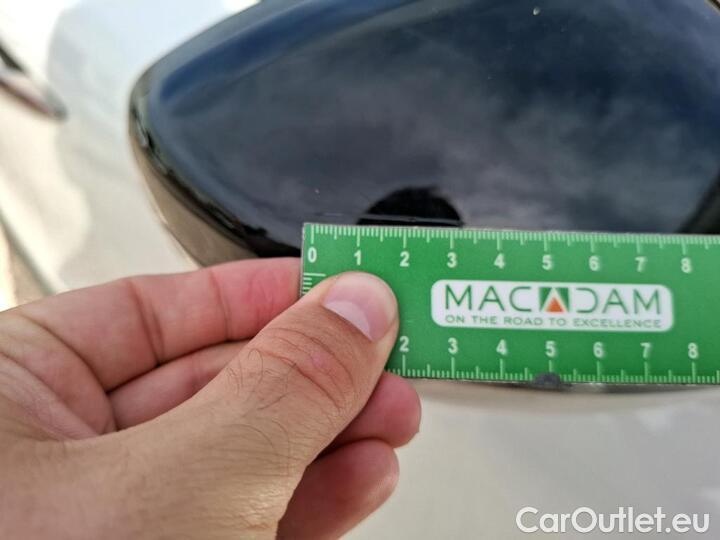 0 1 2 3 4 5 6 7 8
MACADAM
ON THE ROAD TO EXCELLENCE
2 3 4 5 6 7 8
CarOutlet.eu